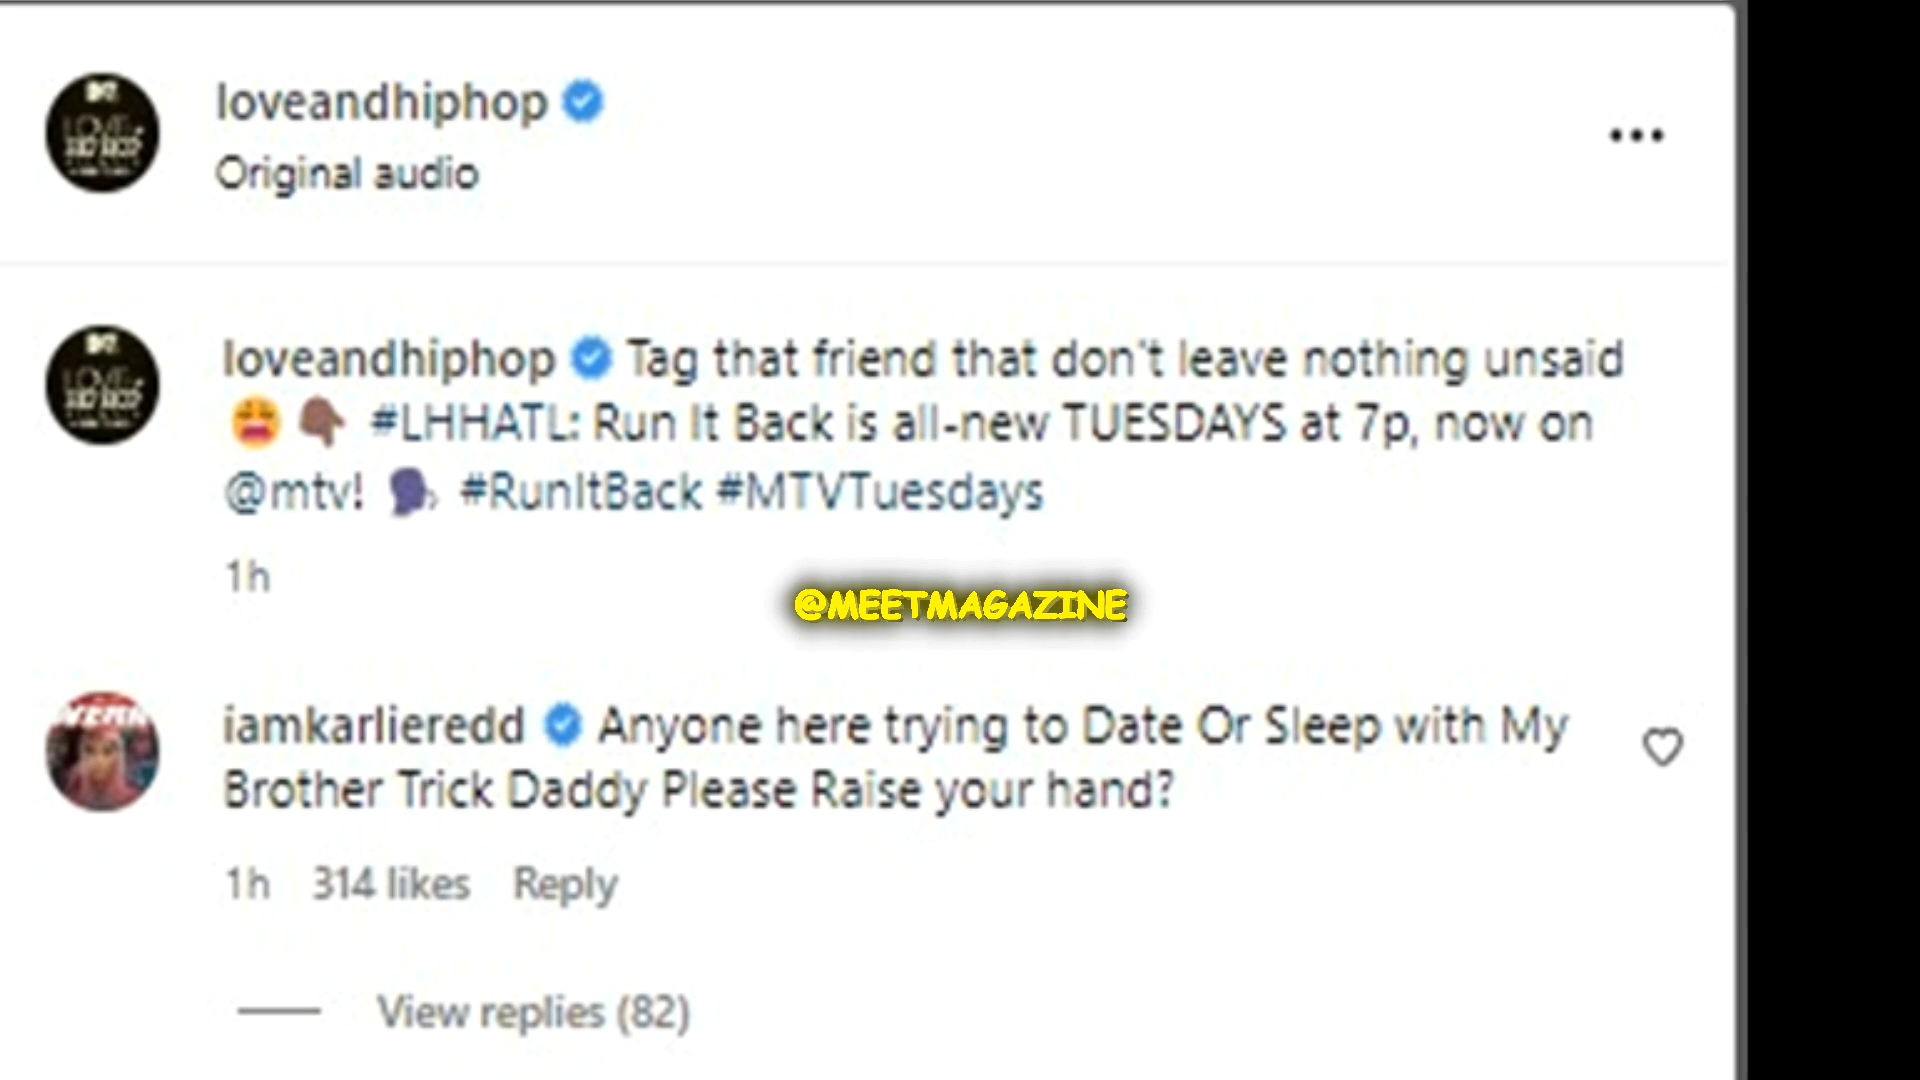 loveandhiphop
Original audio
loveandhiphop Tag that friend that don't leave nothing unsaid
😩 👇🏾 #LHHATL: Run It Back is all-new TUESDAYS at 7p, now on
@mtv! 🗣 #RunItBack #MTVTuesdays
1h
@MEETMAGAZINE
iamkarlieredd Anyone here trying to Date Or Sleep with My
Brother Trick Daddy Please Raise your hand?
1h 314 likes Reply
View replies (82)